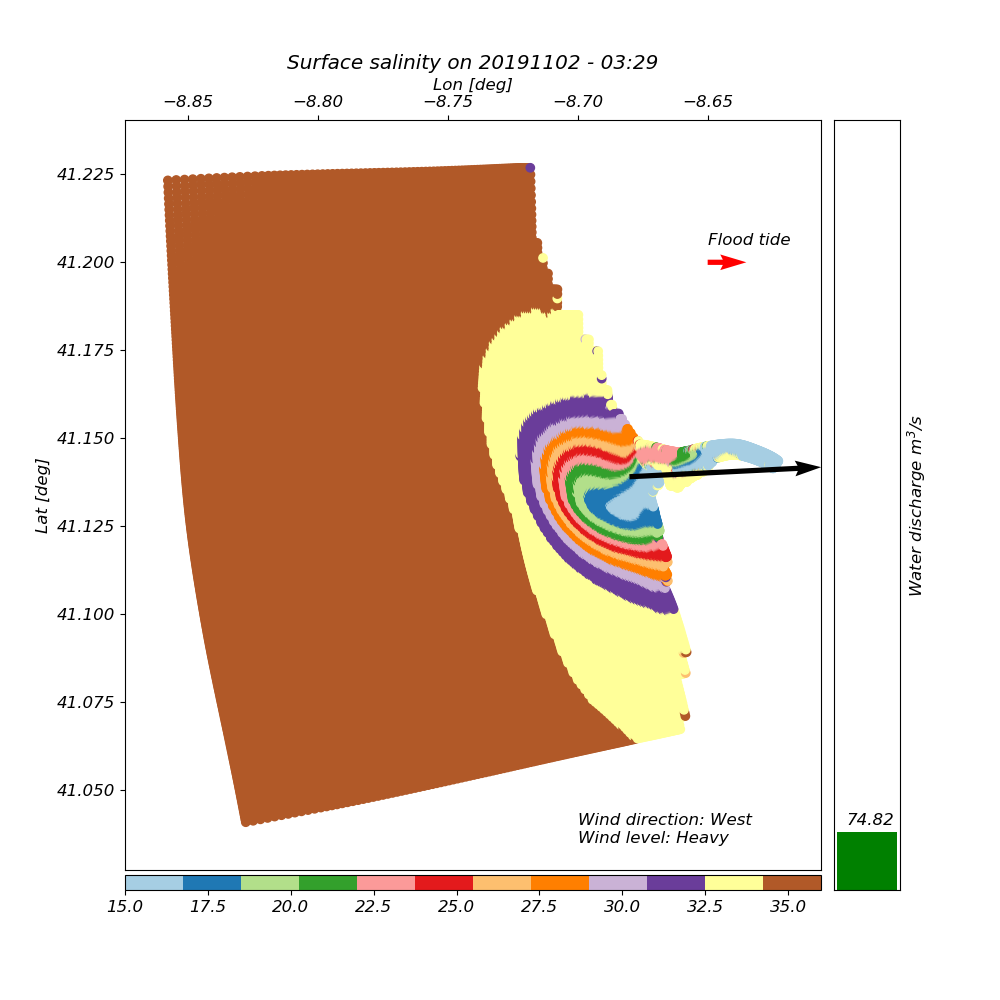 Surface salinity on 20191102 - 03:29
Lon [deg]
−8.85 −8.80 −8.75 −8.70 −8.65
41.225
41.200
41.175
41.150
41.125
41.100
41.075
41.050
Lat [deg]
Flood tide
Wind direction: West
Wind level: Heavy
15.0 17.5 20.0 22.5 25.0 27.5 30.0 32.5 35.0
74.82
Water discharge m³/s